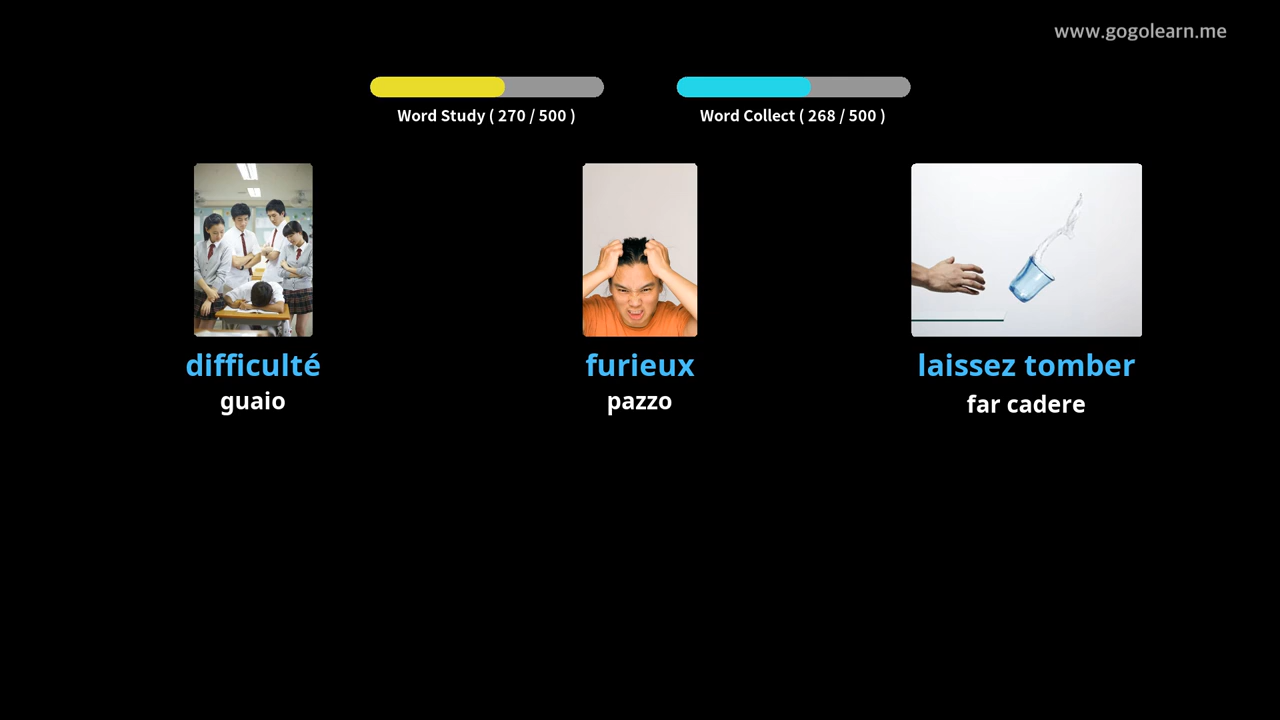 www.gogolearn.me
Word Study ( 270 / 500 )
Word Collect ( 268 / 500 )
difficulté
guaio
furieux
pazzo
laissez tomber
far cadere